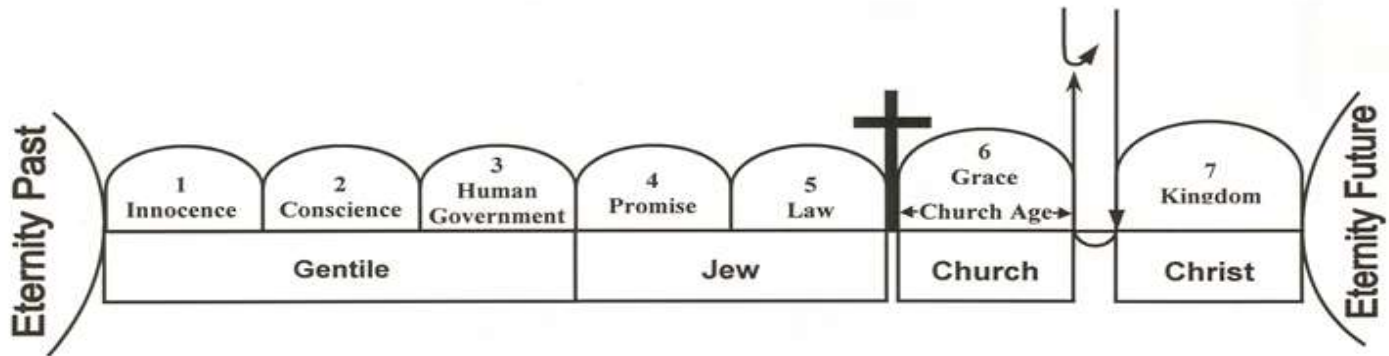 Eternity Past
1
Innocence
2
Conscience
3
Human
Government
4
Promise
5
Law
6
Grace
Church Age
7
Kingdom
Gentile
Jew
Church
Christ
Eternity Future